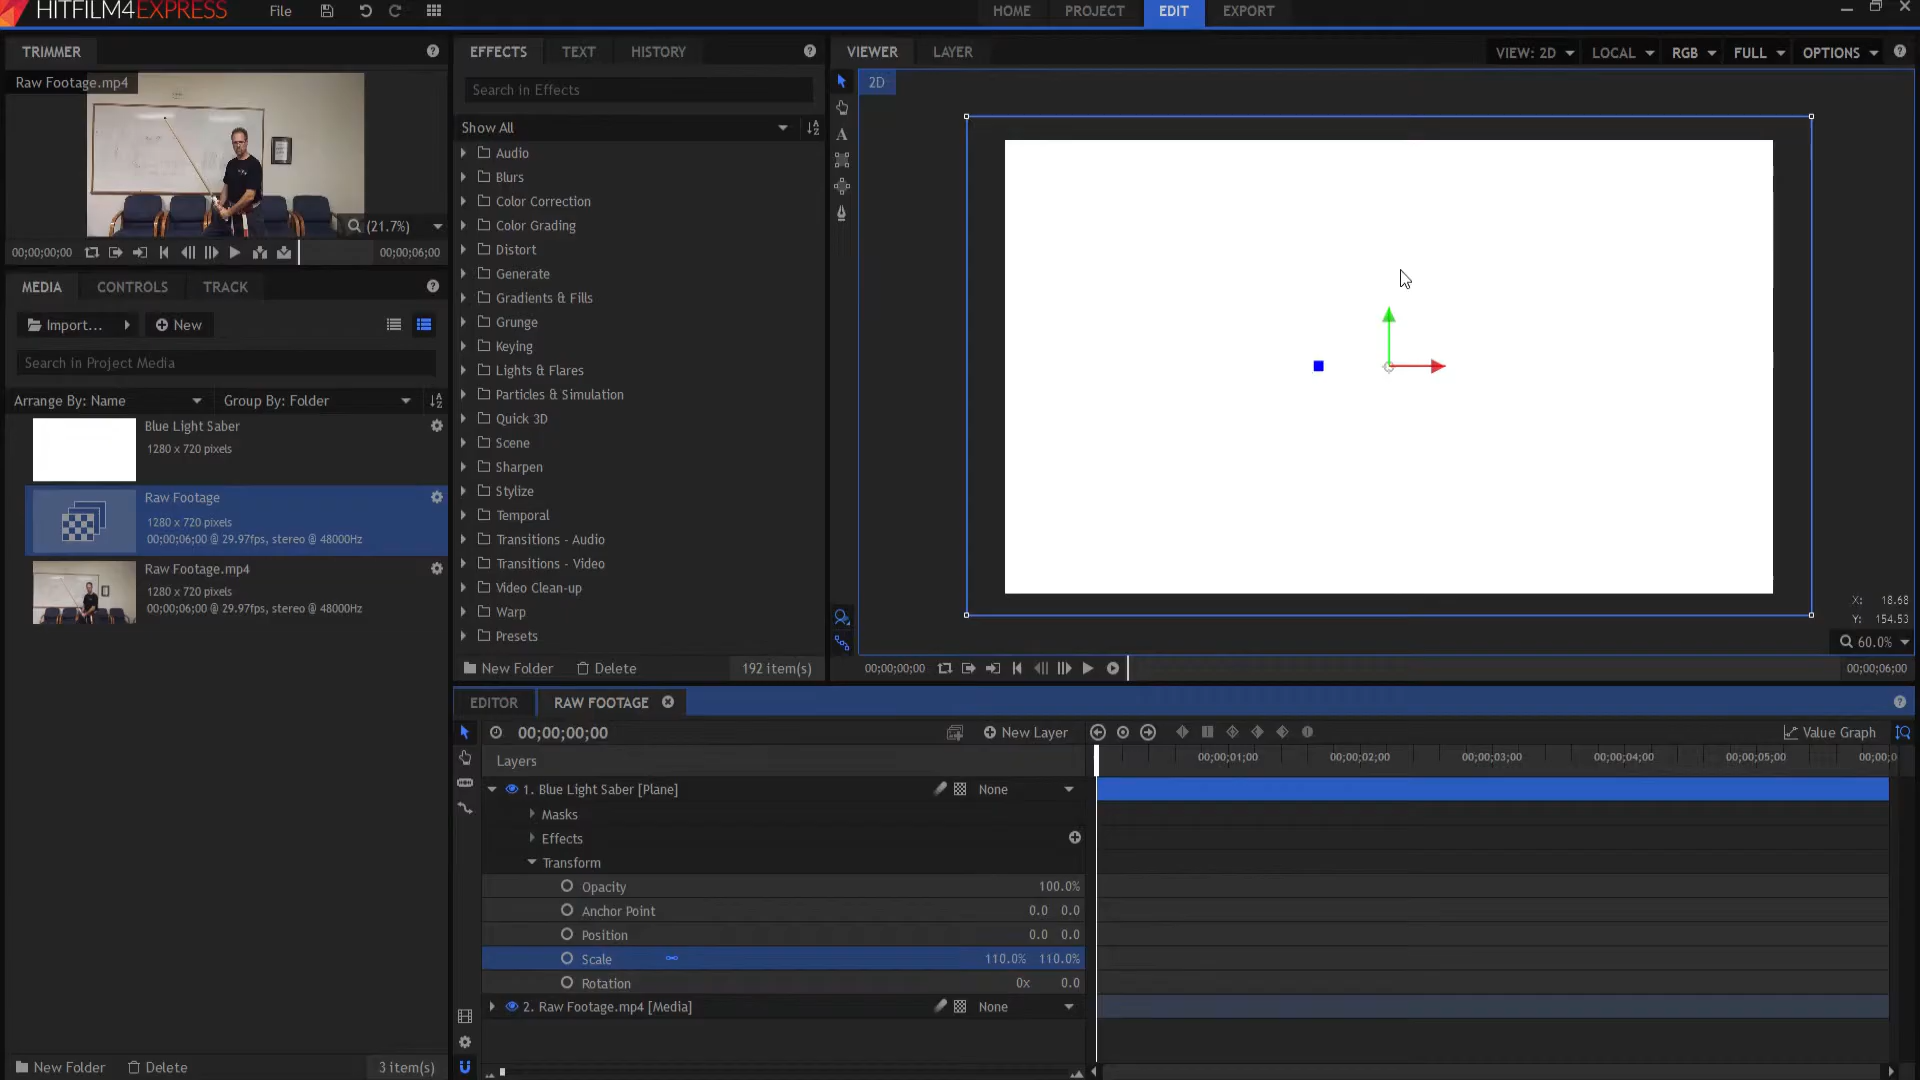 HITFILM4EXPRESS
File
HOME
PROJECT
EDIT
EXPORT
TRIMMER
Raw Footage.mp4
(21.7%)
00;00;00;00
00;00;06;00
MEDIA
CONTROLS
TRACK
Import...
New
Search in Project Media
Arrange By: Name
Group By: Folder
Blue Light Saber
1280 x 720 pixels
Raw Footage
1280 x 720 pixels
00;00;06;00 @ 29.97fps, stereo @ 48000Hz
Raw Footage.mp4
1280 x 720 pixels
00;00;06;00 @ 29.97fps, stereo @ 48000Hz
New Folder
Delete
3 item(s)
EFFECTS
TEXT
HISTORY
Search in Effects
Show All
Audio
Blurs
Color Correction
Color Grading
Distort
Generate
Gradients & Fills
Grunge
Keying
Lights & Flares
Particles & Simulation
Quick 3D
Scene
Sharpen
Stylize
Temporal
Transitions - Audio
Transitions - Video
Video Clean-up
Warp
Presets
New Folder
Delete
192 item(s)
VIEWER
LAYER
VIEW: 2D
LOCAL
RGB
FULL
OPTIONS
2D
A
X: 18.68
Y: 154.53
60.0%
00;00;00;00
00;00;06;00
EDITOR
RAW FOOTAGE
00;00;00;00
New Layer
Value Graph
Layers
00;00;01;00
00;00;02;00
00;00;03;00
00;00;04;00
00;00;05;00
00;00;0
1. Blue Light Saber [Plane]
None
Masks
Effects
Transform
Opacity
100.0%
Anchor Point
0.0 0.0
Position
0.0 0.0
Scale
110.0% 110.0%
Rotation
0x 0.0
2. Raw Footage.mp4 [Media]
None